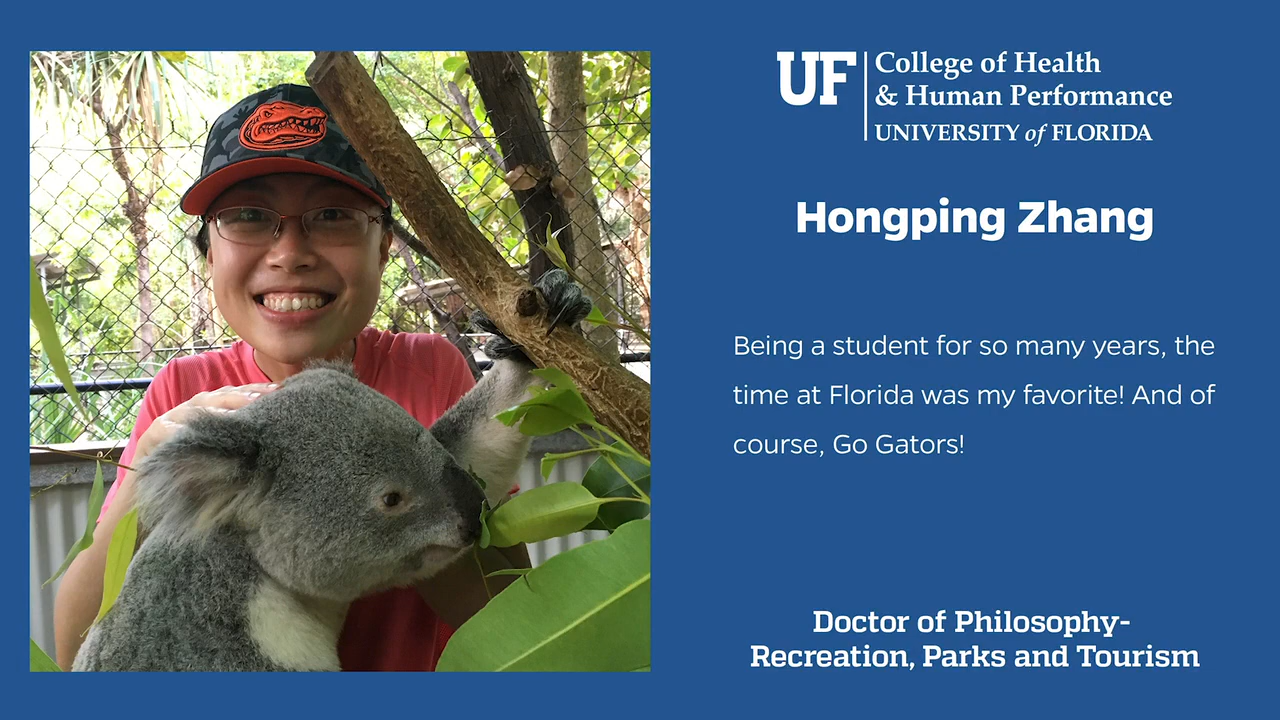 UF
College of Health
& Human Performance
UNIVERSITY of FLORIDA
Hongping Zhang
Being a student for so many years, the
time at Florida was my favorite! And of
course, Go Gators!
Doctor of Philosophy-
Recreation, Parks and Tourism